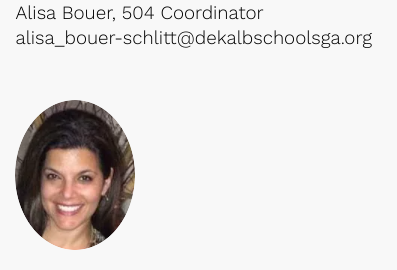 Alisa Bouer, 504 Coordinator
alisa_bouer-schlitt@dekalbschoolsga.org